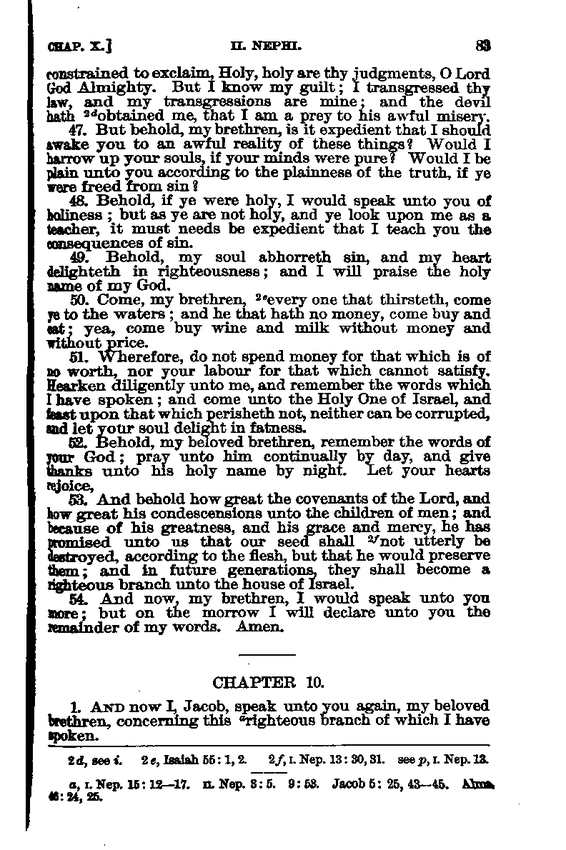 CHAP. X.] II. NEPHI. 83
constrained to exclaim, Holy, holy are thy judgments, O Lord
God Almighty. But I know my guilt; I transgressed thy
law, and my transgressions are mine; and the devil
hath 2dobtained me, that I am a prey to his awful misery.
47. But behold, my brethren, is it expedient that I should
awake you to an awful reality of these things? Would I
harrow up your souls, if your minds were pure? Would I be
plain unto you according to the plainness of the truth, if ye
were freed from sin?
48. Behold, if ye were holy, I would speak unto you of
holiness; but as ye are not holy, and ye look upon me as a
teacher, it must needs be expedient that I teach you the
consequences of sin.
49. Behold, my soul abhorreth sin, and my heart
delighteth in righteousness; and I will praise the holy
name of my God.
50. Come, my brethren, 2eevery one that thirsteth, come
ye to the waters; and he that hath no money, come buy and
eat; yea, come buy wine and milk without money and
without price.
51. Wherefore, do not spend money for that which is of
no worth, nor your labour for that which cannot satisfy.
Hearken diligently unto me, and remember the words which
I have spoken; and come unto the Holy One of Israel, and
feast upon that which perisheth not, neither can be corrupted,
and let your soul delight in fatness.
52. Behold, my beloved brethren, remember the words of
your God; pray unto him continually by day, and give
thanks unto his holy name by night. Let your hearts
rejoice,
53. And behold how great the covenants of the Lord, and
how great his condescensions unto the children of men; and
because of his greatness, and his grace and mercy, he has
promised unto us that our seed shall 2fnot utterly be
destroyed, according to the flesh, but that he would preserve
them; and in future generations, they shall become a
righteous branch unto the house of Israel.
54. And now, my brethren, I would speak unto you
more; but on the morrow I will declare unto you the
remainder of my words. Amen.
CHAPTER 10.
1. AND now I, Jacob, speak unto you again, my beloved
brethren, concerning this arighteous branch of which I have
spoken.
2d, see i. 2e, Isaiah 55: 1, 2. 2f, I. Nep. 13: 30, 31. see p, I. Nep. 13.
a, I. Nep. 15: 12—17. II. Nep. 3: 5. 9: 53. Jacob 5: 25, 43—45. Alma
46: 24, 25.